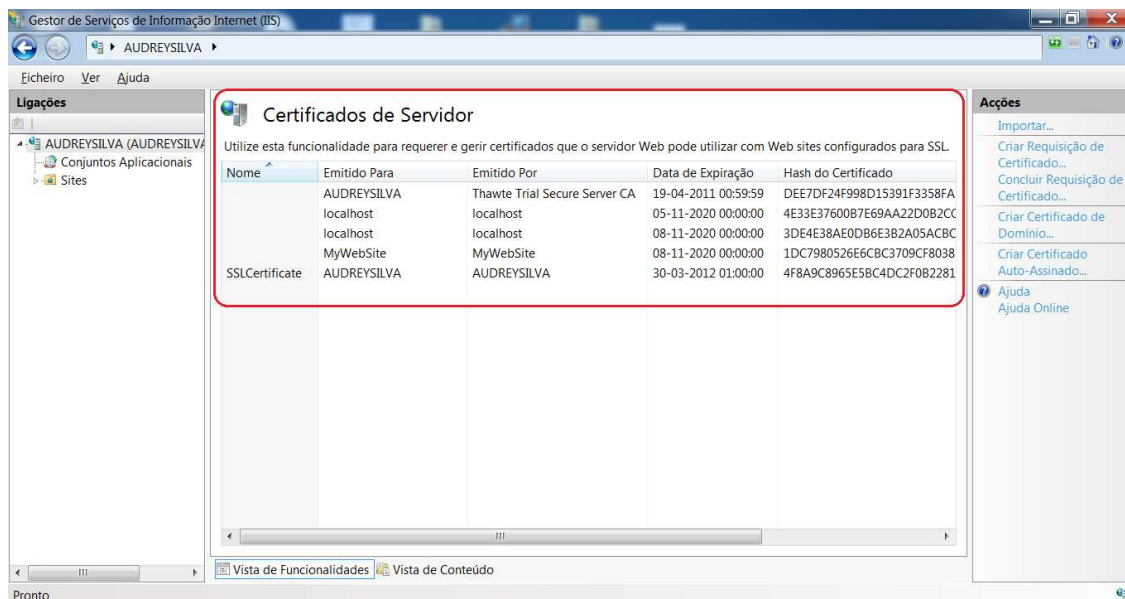 Gestor de Serviços de Informação Internet (IIS)
AUDREYSILVA
Ficheiro Ver Ajuda
Ligações
AUDREYSILVA (AUDREYSILVA
Conjuntos Aplicacionais
Sites
Certificados de Servidor
Utilize esta funcionalidade para requerer e gerir certificados que o servidor Web pode utilizar com Web sites configurados para SSL.
Nome Emitido Para Emitido Por Data de Expiração Hash do Certificado
AUDREYSILVA Thawte Trial Secure Server CA 19-04-2011 00:59:59 DEE7DF24F998D15391F3358FA
localhost localhost 05-11-2020 00:00:00 4E33E37600B7E69AA22D0B2CC
localhost localhost 08-11-2020 00:00:00 3DE4E38AE0DB6E3B2A05ACBC
MyWebSite MyWebSite 08-11-2020 00:00:00 1DC7980526E6CBC3709CF8038
SSLCertificate AUDREYSILVA AUDREYSILVA 30-03-2012 01:00:00 4F8A9C8965E5BC4DC2F0B2281
Vista de Funcionalidades Vista de Conteúdo
Acções
Importar...
Criar Requisição de
Certificado...
Concluir Requisição de
Certificado...
Criar Certificado de
Domínio...
Criar Certificado
Auto-Assinado...
Ajuda
Ajuda Online
Pronto